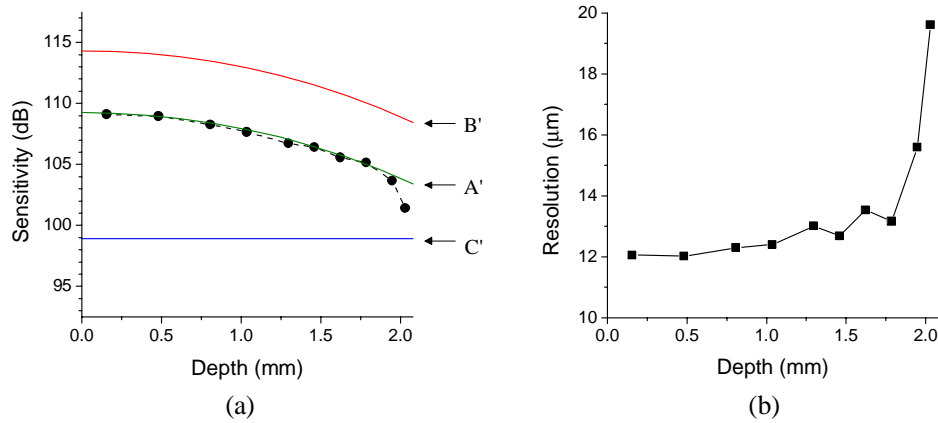 115
110
105
100
95
Sensitivity (dB)
B'
A'
C'
0.0 0.5 1.0 1.5 2.0
Depth (mm)
(a)
20
18
16
14
12
10
Resolution (μm)
0.0 0.5 1.0 1.5 2.0
Depth (mm)
(b)